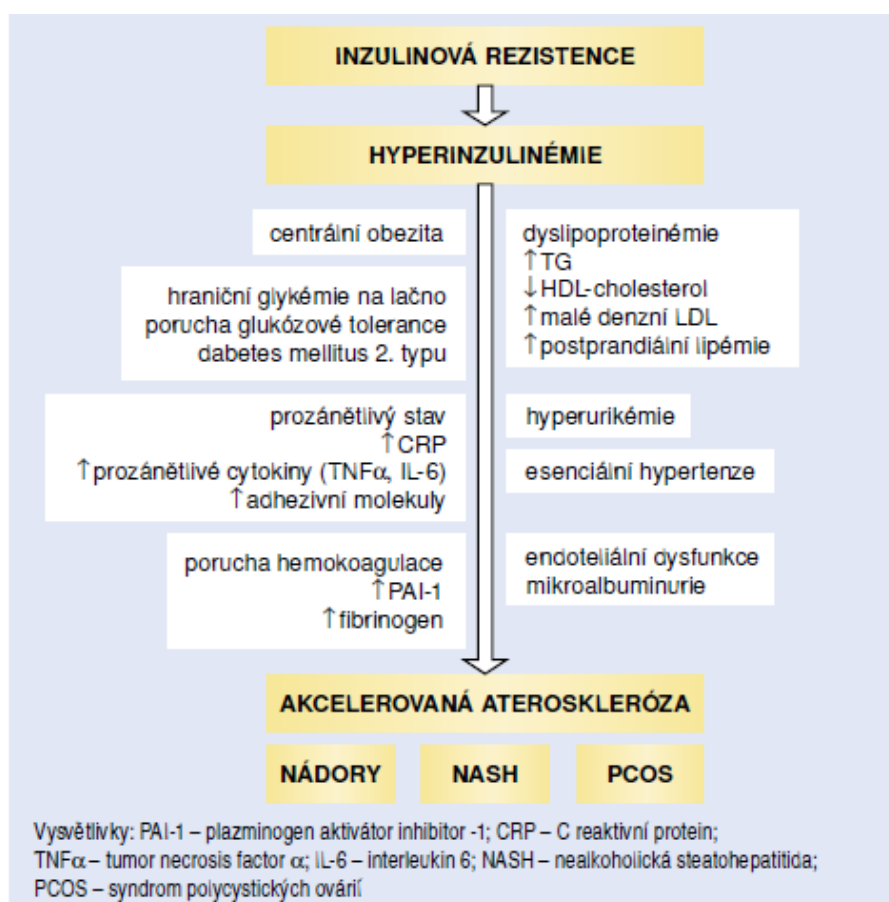 INZULINOVÁ REZISTENCE
HYPERINZULINÉMIE
centrální obezita
hraniční glykémie na lačno
porucha glukózové tolerance
dabetes mellitus 2. typu
prozánětlivý stav
↑CRP
↑prozánětlivé cytokiny (TNFα, IL-6)
↑adhezivní molekuly
porucha hemokoagulace
↑PAI-1
↑fibrinogen
dyslipoproteinémie
↑TG
↓HDL-cholesterol
↑malé denzní LDL
↑postprandiální lipémie
hyperurikémie
esenciální hypertenze
endoteliální dysfunkce
mikroalbuminurie
AKCELEROVANÁ ATEROSKLERÓZA
NÁDORY
NASH
PCOS
Vysvětlivky: PAI-1 – plazminogen aktivátor inhibitor -1; CRP – C reaktivní protein;
TNFα – tumor necrosis factor α; IL-6 – interleukin 6; NASH – nealkoholická steatohepatitida;
PCOS – syndrom polycystických ovárií